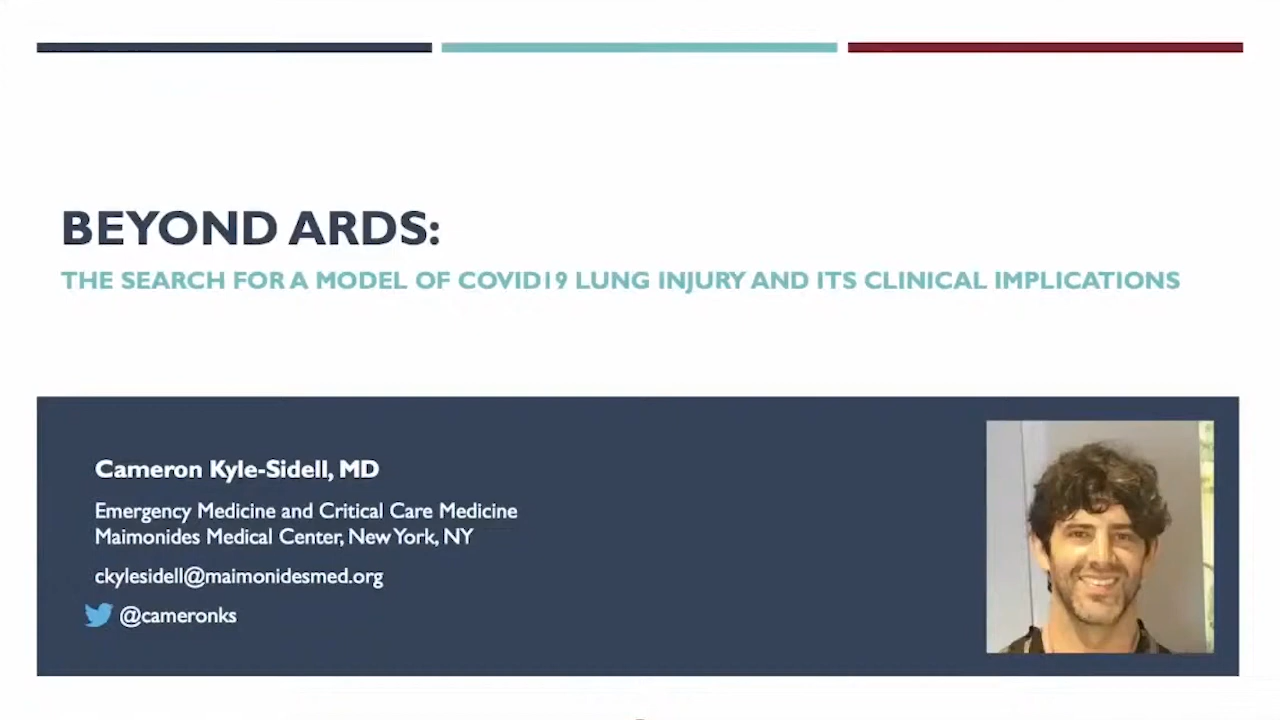 BEYOND ARDS:
THE SEARCH FOR A MODEL OF COVID19 LUNG INJURY AND ITS CLINICAL IMPLICATIONS
Cameron Kyle-Sidell, MD
Emergency Medicine and Critical Care Medicine
Maimonides Medical Center, New York, NY
ckylesidell@maimonidesmed.org
@cameronks